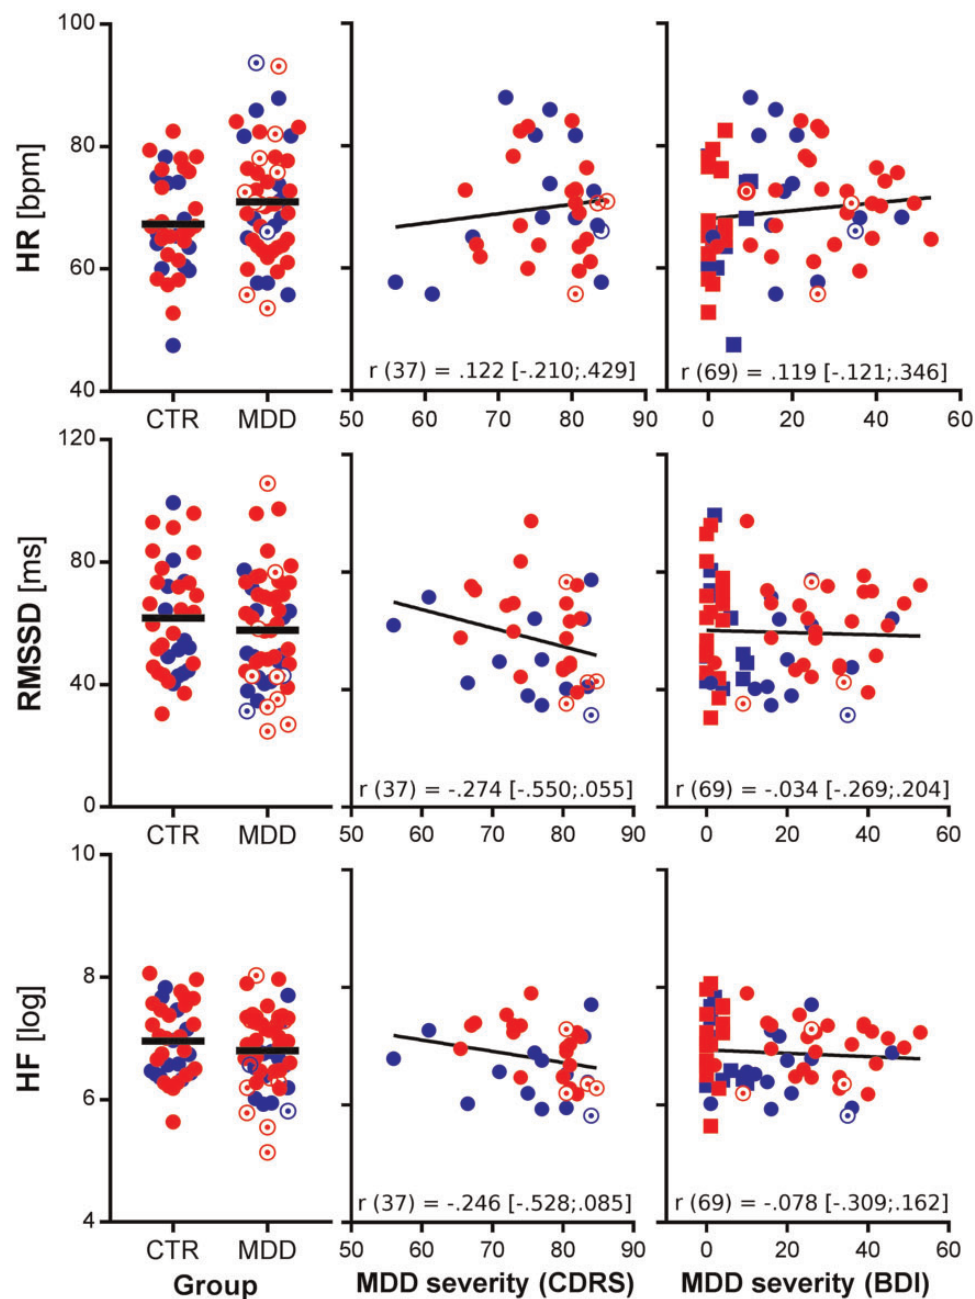 HR [bpm]
100
80
60
40
CTR MDD
r (37) = .122 [-.210;.429]
50 60 70 80 90
r (69) = .119 [-.121;.346]
0 20 40 60
RMSSD [ms]
120
80
40
0
CTR MDD
r (37) = -.274 [-.550;.055]
50 60 70 80 90
r (69) = -.034 [-.269;.204]
0 20 40 60
HF [log]
10
8
6
4
CTR MDD
Group
r (37) = -.246 [-.528;.085]
50 60 70 80 90
MDD severity (CDRS)
r (69) = -.078 [-.309;.162]
0 20 40 60
MDD severity (BDI)